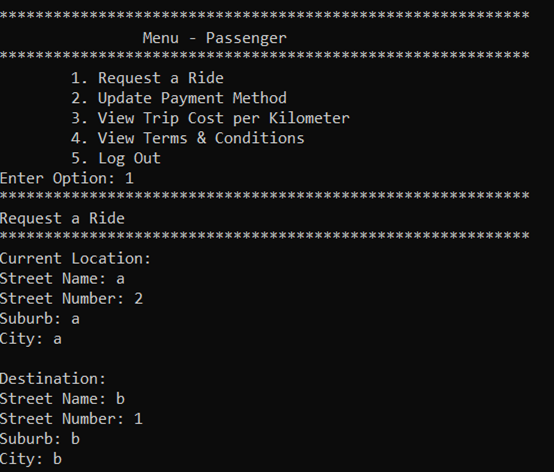 ***********************************************************
Menu - Passenger
***********************************************************
1. Request a Ride
2. Update Payment Method
3. View Trip Cost per Kilometer
4. View Terms & Conditions
5. Log Out
Enter Option: 1
***********************************************************
Request a Ride
***********************************************************
Current Location:
Street Name: a
Street Number: 2
Suburb: a
City: a
Destination:
Street Name: b
Street Number: 1
Suburb: b
City: b